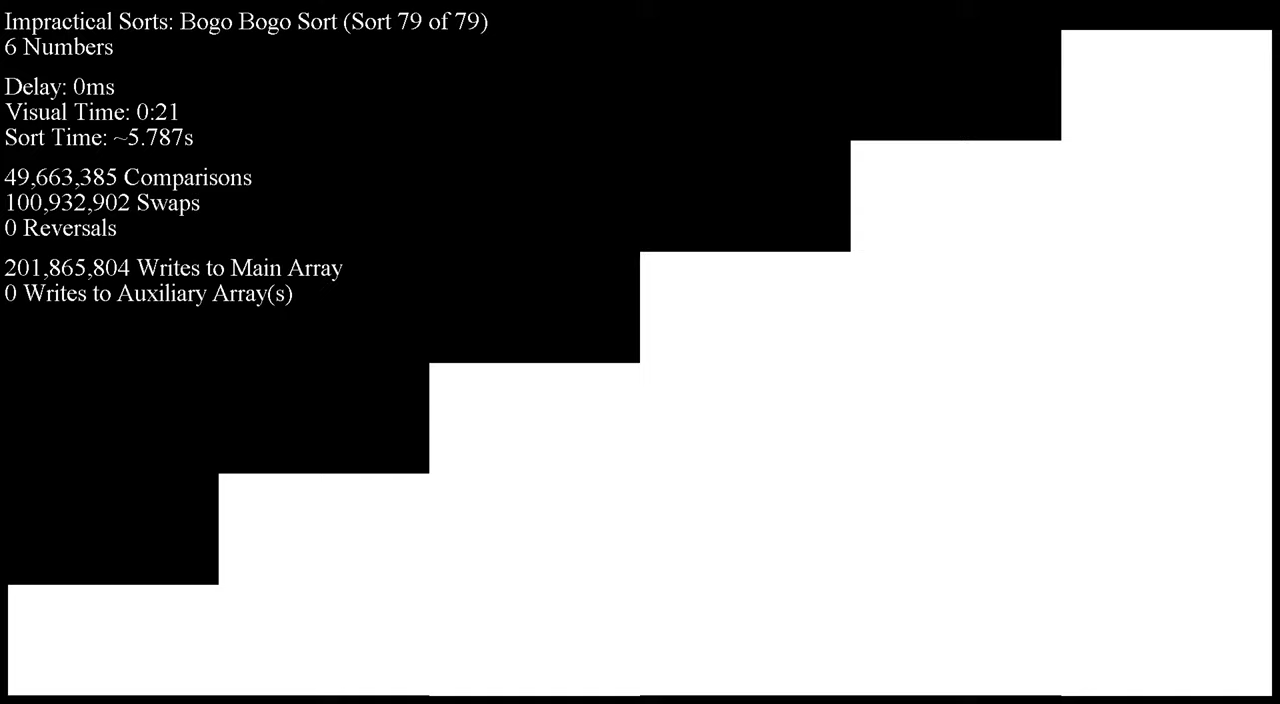 Impractical Sorts: Bogo Bogo Sort (Sort 79 of 79)
6 Numbers
Delay: 0ms
Visual Time: 0:21
Sort Time: ~5.787s
49,663,385 Comparisons
100,932,902 Swaps
0 Reversals
201,865,804 Writes to Main Array
0 Writes to Auxiliary Array(s)